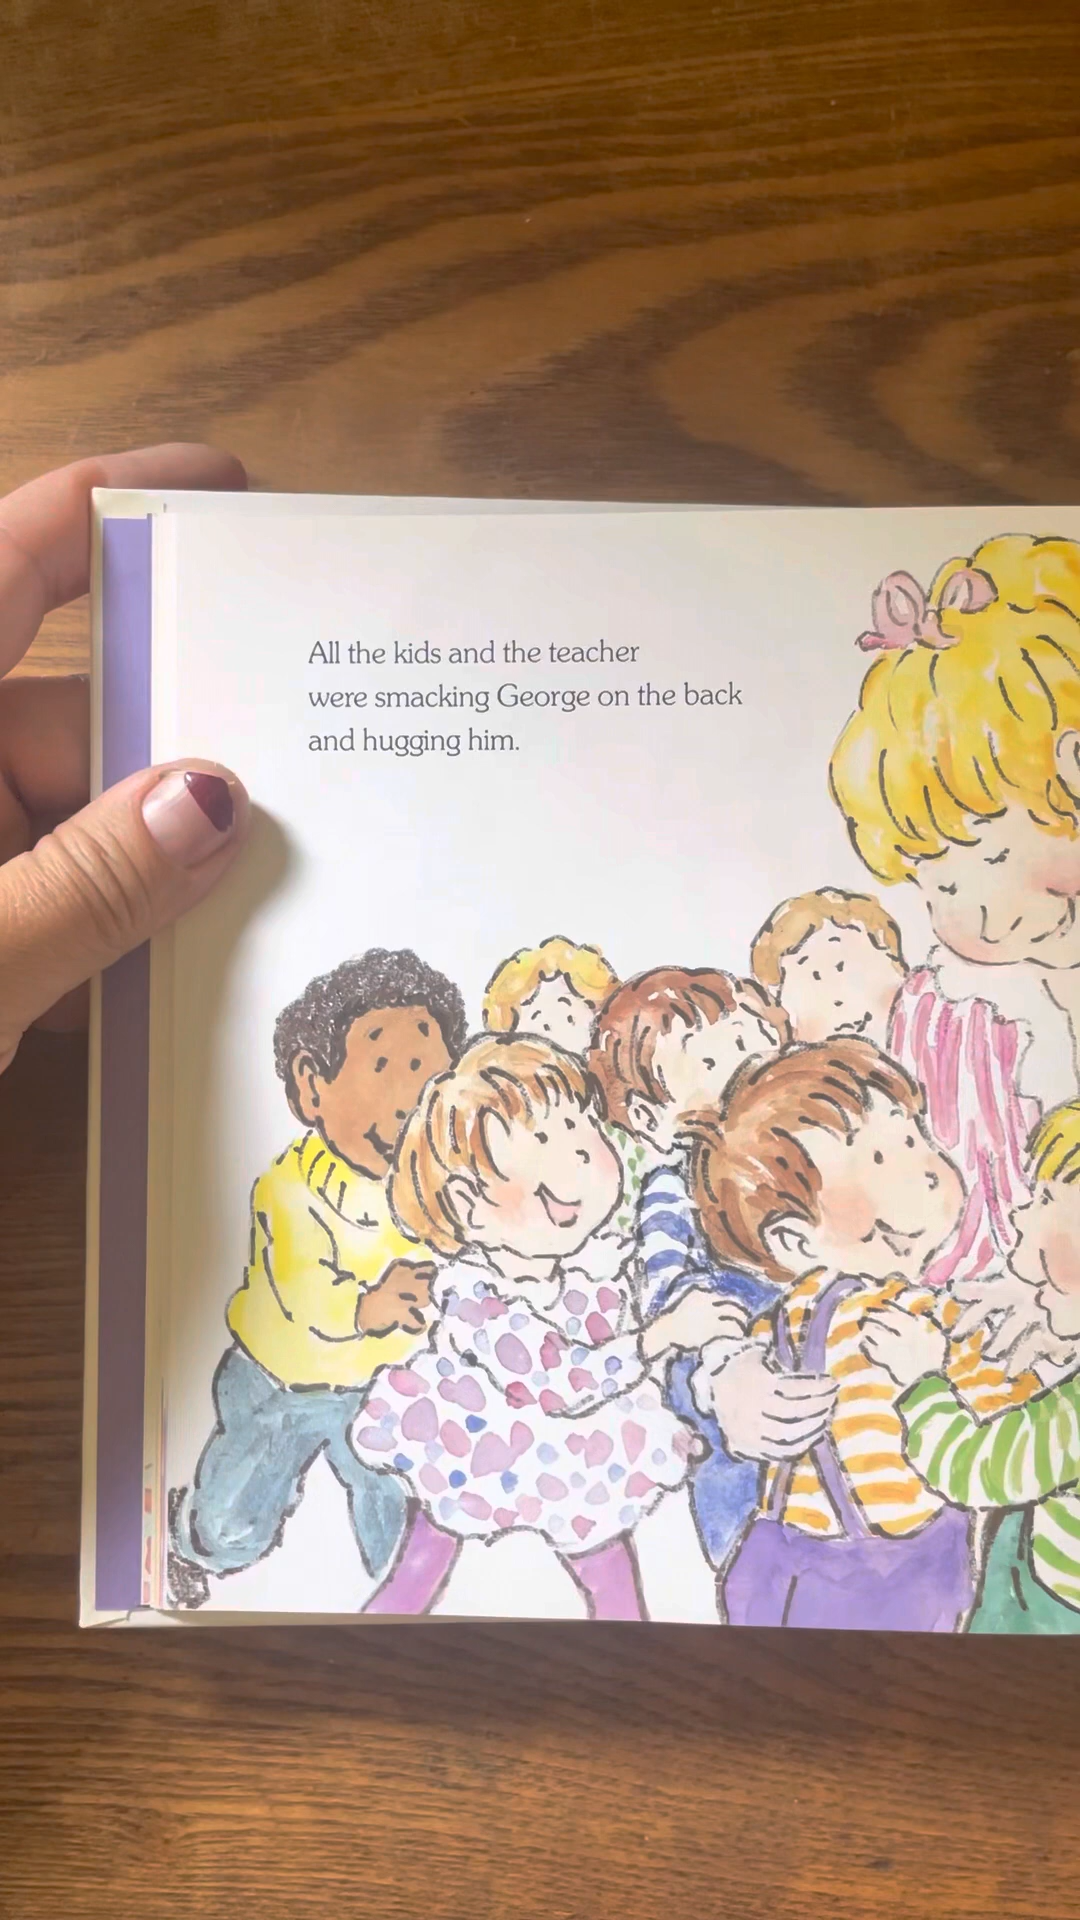 All the kids and the teacher
were smacking George on the back
and hugging him.